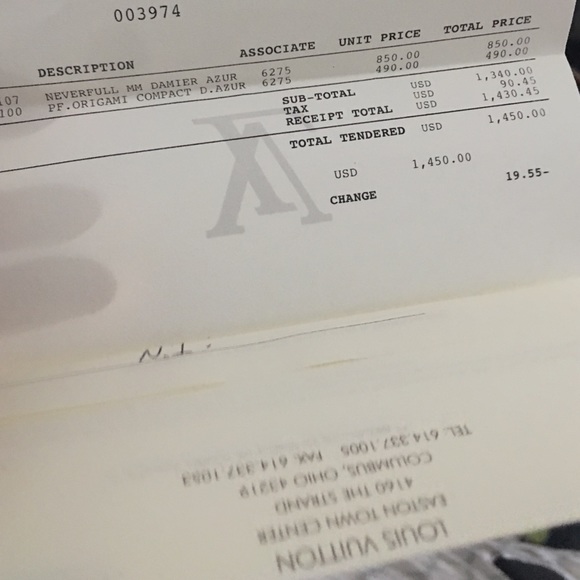 003974
DESCRIPTION ASSOCIATE UNIT PRICE TOTAL PRICE
107 NEVERFULL MM DAMIER AZUR 6275 850.00 850.00
100 PF.ORIGAMI COMPACT D.AZUR 6275 490.00 490.00
SUB-TOTAL USD 1,340.00
TAX USD 90.45
RECEIPT TOTAL USD 1,430.45
TOTAL TENDERED USD 1,450.00
USD 1,450.00
CHANGE 19.55-
N.I.
LOUIS VUITTON
EASTON TOWN CENTER
4160 THE STRAND
COLUMBUS, OHIO 43219
TEL. 614.337.1005 FAX. 614.337.1083